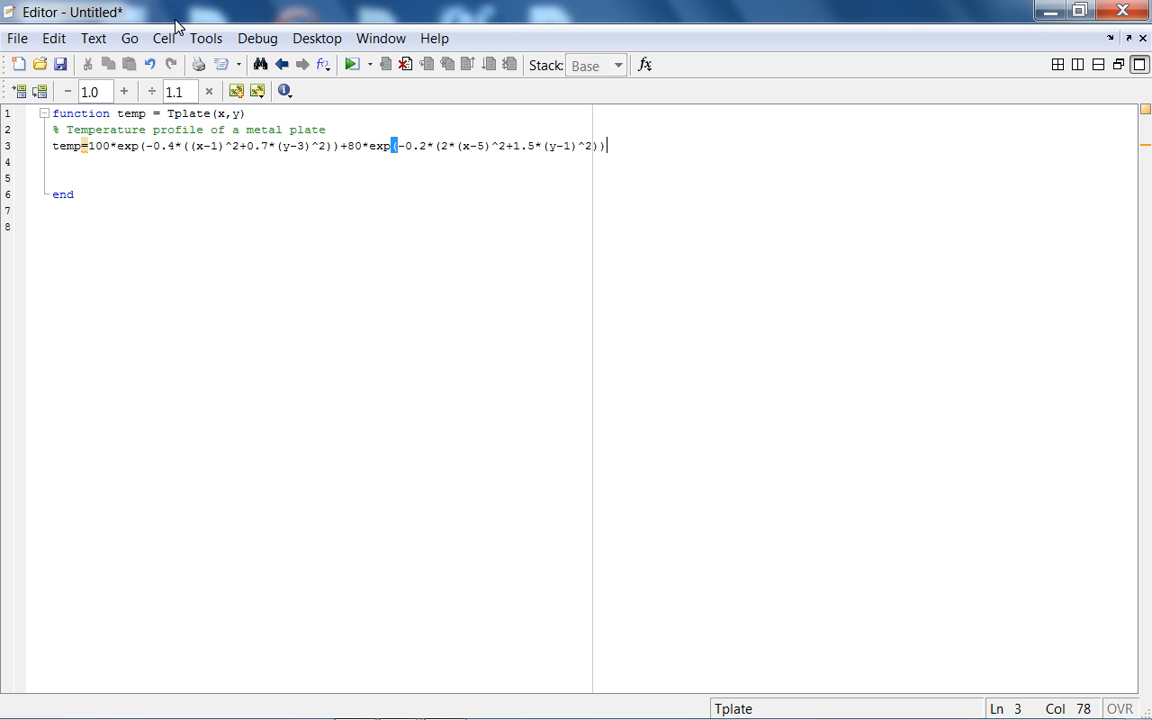 Editor - Untitled*
File Edit Text Go Cell Tools Debug Desktop Window Help
Stack: Base fx
− 1.0 + ÷ 1.1 ×
1 function temp = Tplate(x,y)
2 % Temperature profile of a metal plate
3 temp=100*exp(-0.4*((x-1)^2+0.7*(y-3)^2))+80*exp(-0.2*(2*(x-5)^2+1.5*(y-1)^2))
4
5
6 end
7
8
Tplate Ln 3 Col 78 OVR